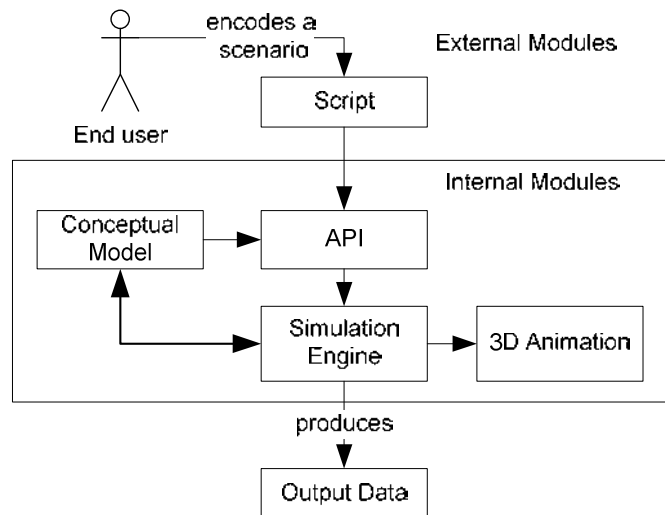 encodes a
scenario
External Modules
Script
End user
Internal Modules
Conceptual
Model
API
Simulation
Engine
3D Animation
produces
Output Data